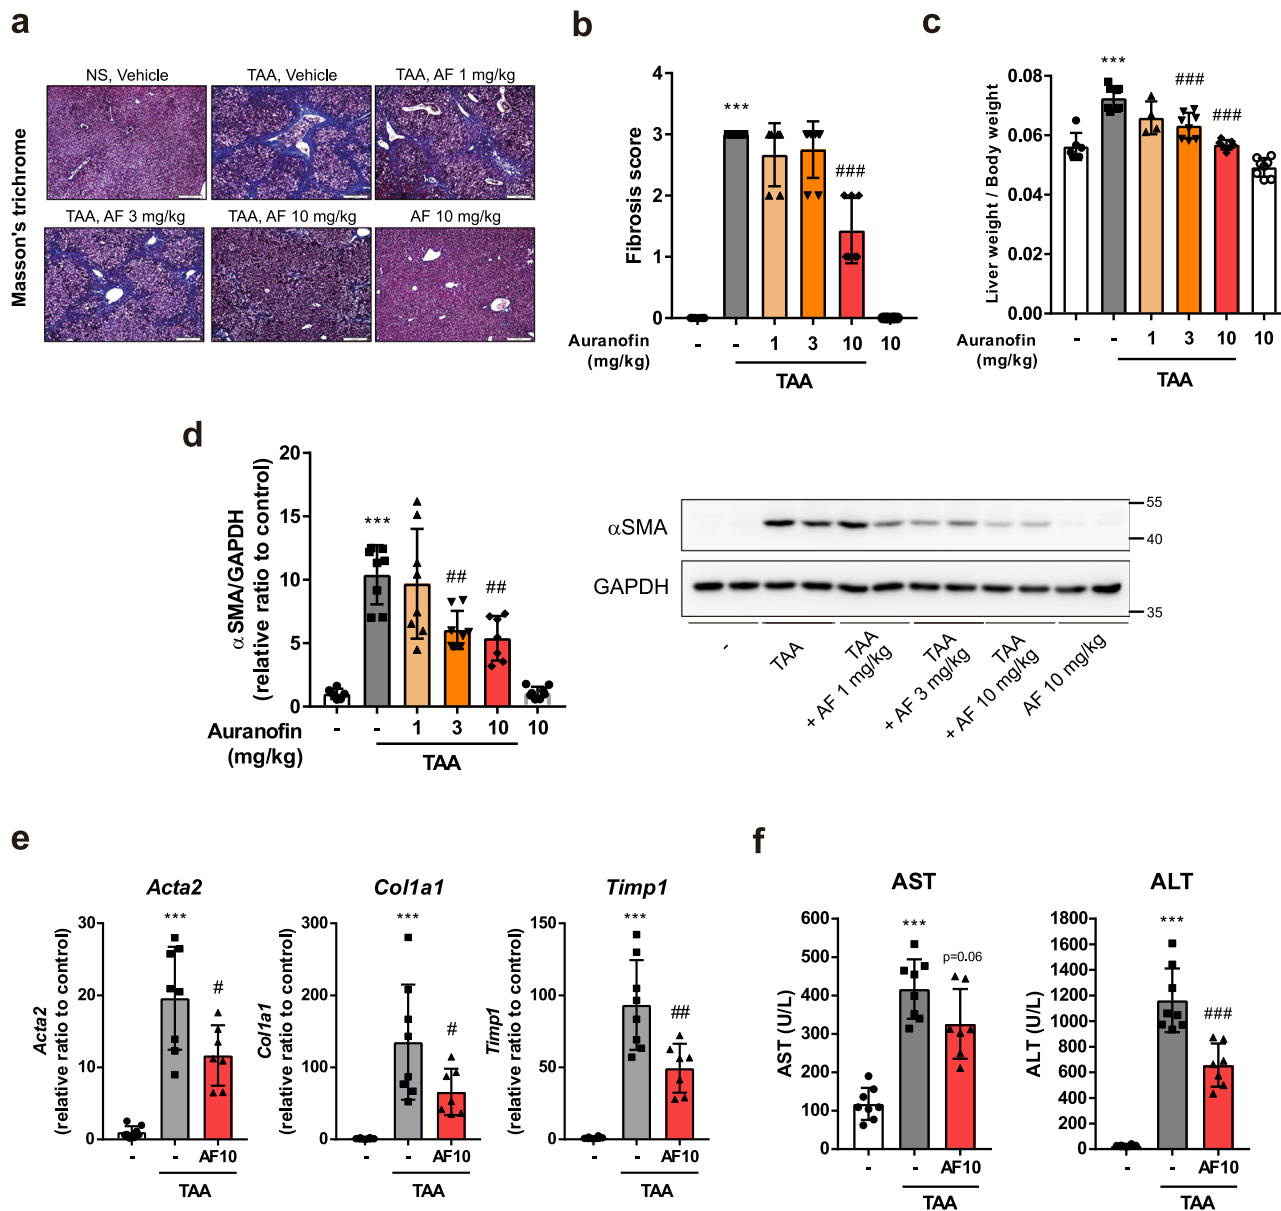 a
NS, Vehicle
TAA, Vehicle
TAA, AF 1 mg/kg
Masson's trichrome
TAA, AF 3 mg/kg
TAA, AF 10 mg/kg
AF 10 mg/kg
b
Fibrosis score
4
3
2
1
0
***
###
Auranofin
(mg/kg)
- - 1 3 10 10
TAA
c
Liver weight / Body weight
0.08
0.06
0.04
0.02
0.00
***
###
###
Auranofin
(mg/kg)
- - 1 3 10 10
TAA
d
αSMA/GAPDH
(relative ratio to control)
20
15
10
5
0
***
##
##
Auranofin
(mg/kg)
- - 1 3 10 10
TAA
αSMA
55
40
GAPDH
35
-
TAA
TAA
+ AF 1 mg/kg
TAA
+ AF 3 mg/kg
TAA
+ AF 10 mg/kg
AF 10 mg/kg
e
Acta2
Acta2
(relative ratio to control)
30
20
10
0
***
#
- - AF10
TAA
Col1a1
Col1a1
(relative ratio to control)
300
200
100
0
***
#
- - AF10
TAA
Timp1
Timp1
(relative ratio to control)
150
100
50
0
***
##
- - AF10
TAA
f
AST
AST (U/L)
600
500
400
300
200
100
0
***
p=0.06
- - AF10
TAA
ALT
ALT (U/L)
1800
1600
1400
1200
1000
800
600
400
200
0
***
###
- - AF10
TAA